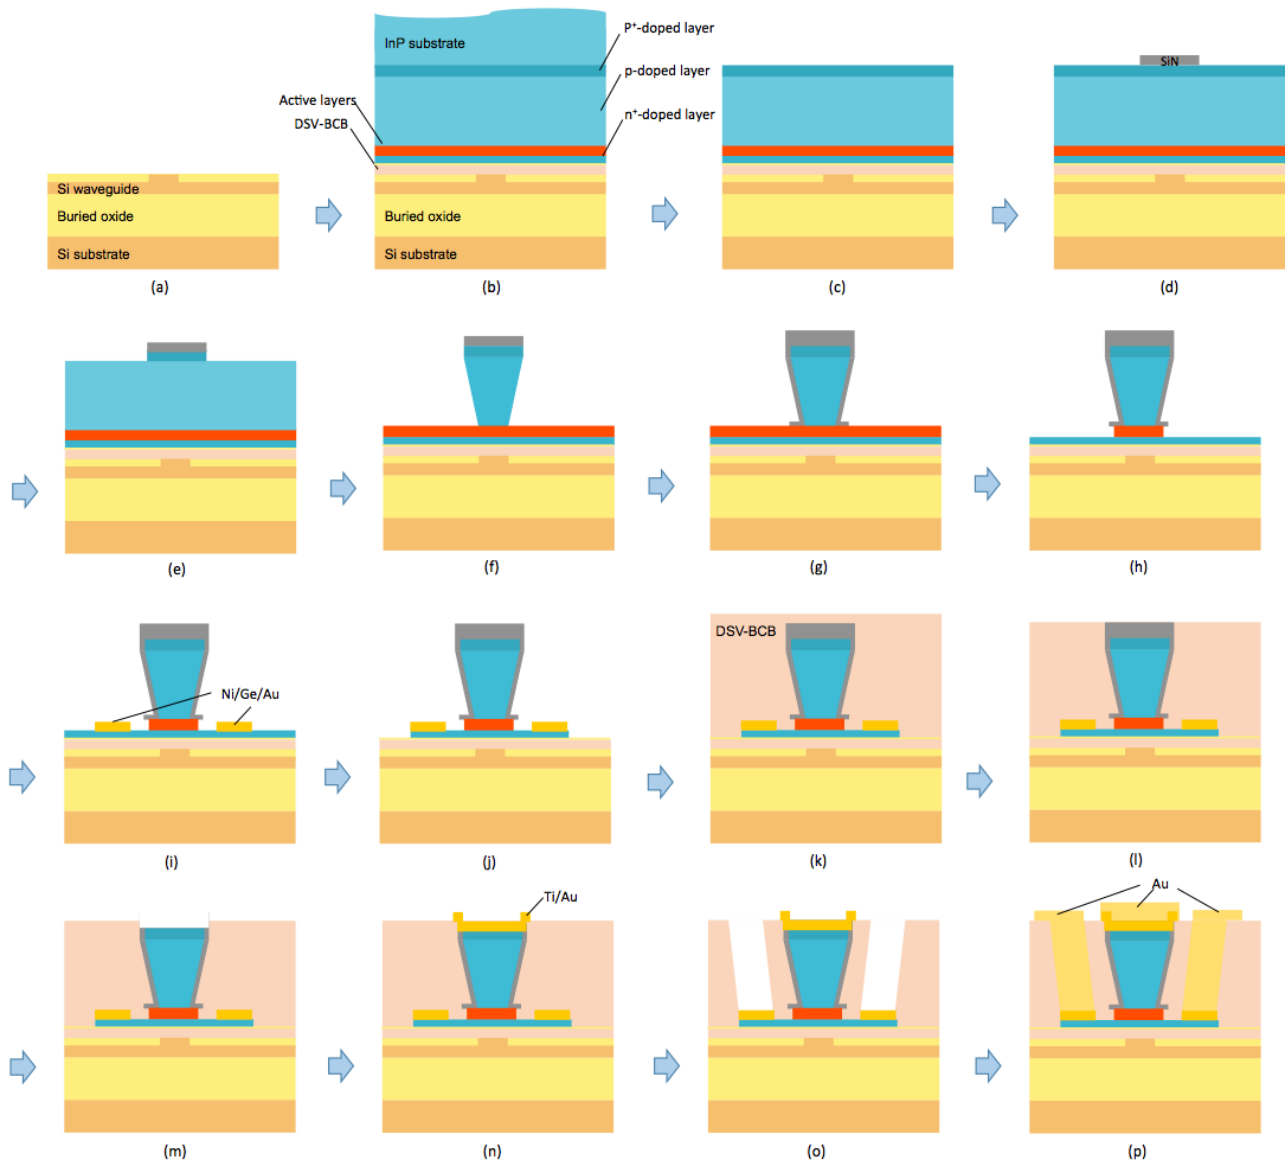 InP substrate
P⁺-doped layer
p-doped layer
Active layers
DSV-BCB
n⁺-doped layer
SiN
Si waveguide
Buried oxide
Si substrate
Buried oxide
Si substrate
(a)
(b)
(c)
(d)
(e)
(f)
(g)
(h)
Ni/Ge/Au
DSV-BCB
(i)
(j)
(k)
(l)
Ti/Au
Au
(m)
(n)
(o)
(p)